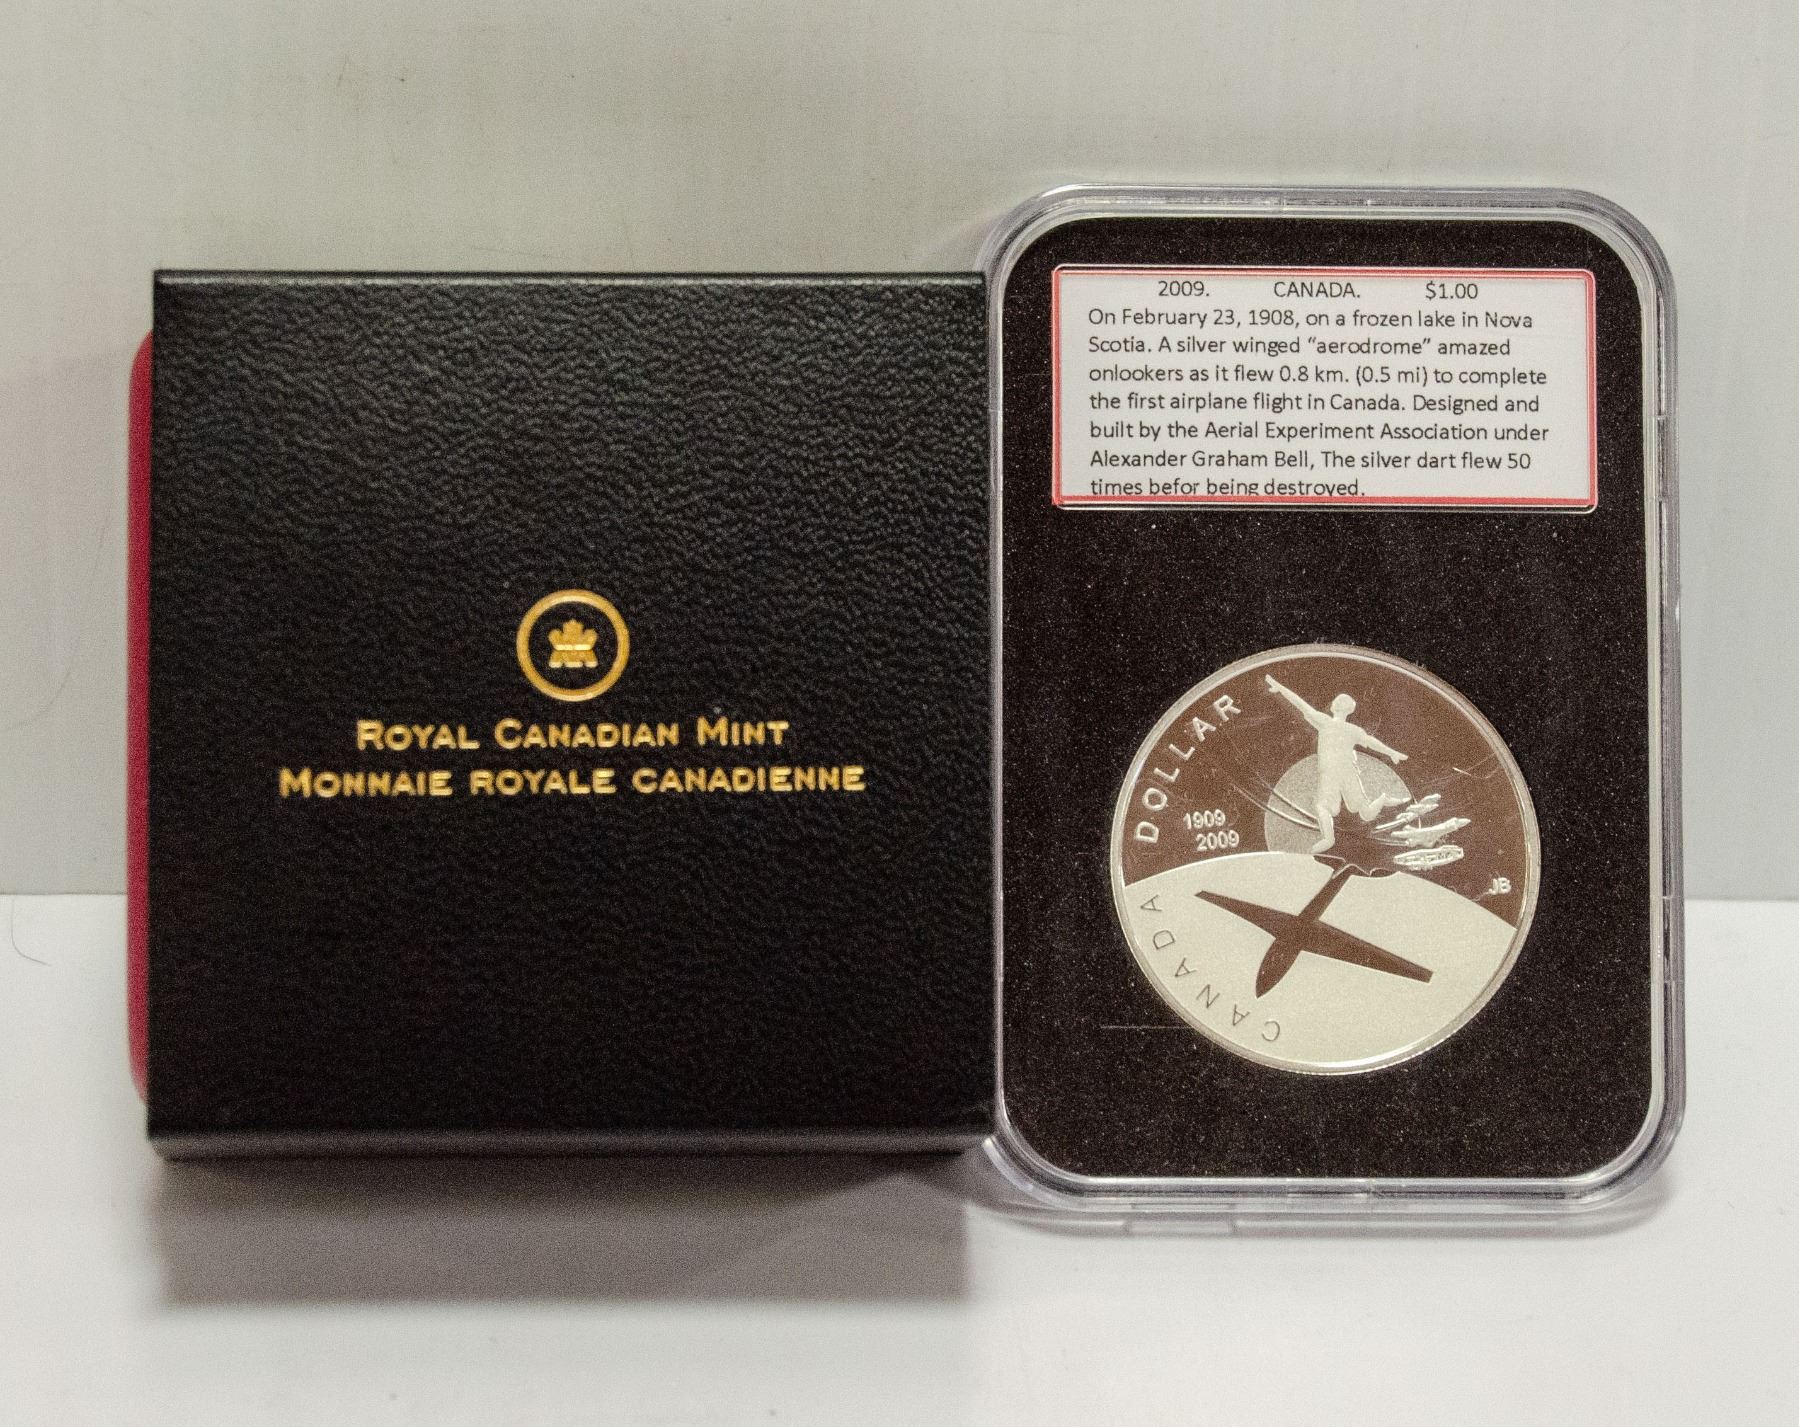 ROYAL CANADIAN MINT
MONNAIE ROYALE CANADIENNE
2009. CANADA. $1.00
On February 23, 1908, on a frozen lake in Nova
Scotia. A silver winged “aerodrome” amazed
onlookers as it flew 0.8 km. (0.5 mi) to complete
the first airplane flight in Canada. Designed and
built by the Aerial Experiment Association under
Alexander Graham Bell, The silver dart flew 50
times befor being destroyed.
DOLLAR
1909
2009
JB
CANADA